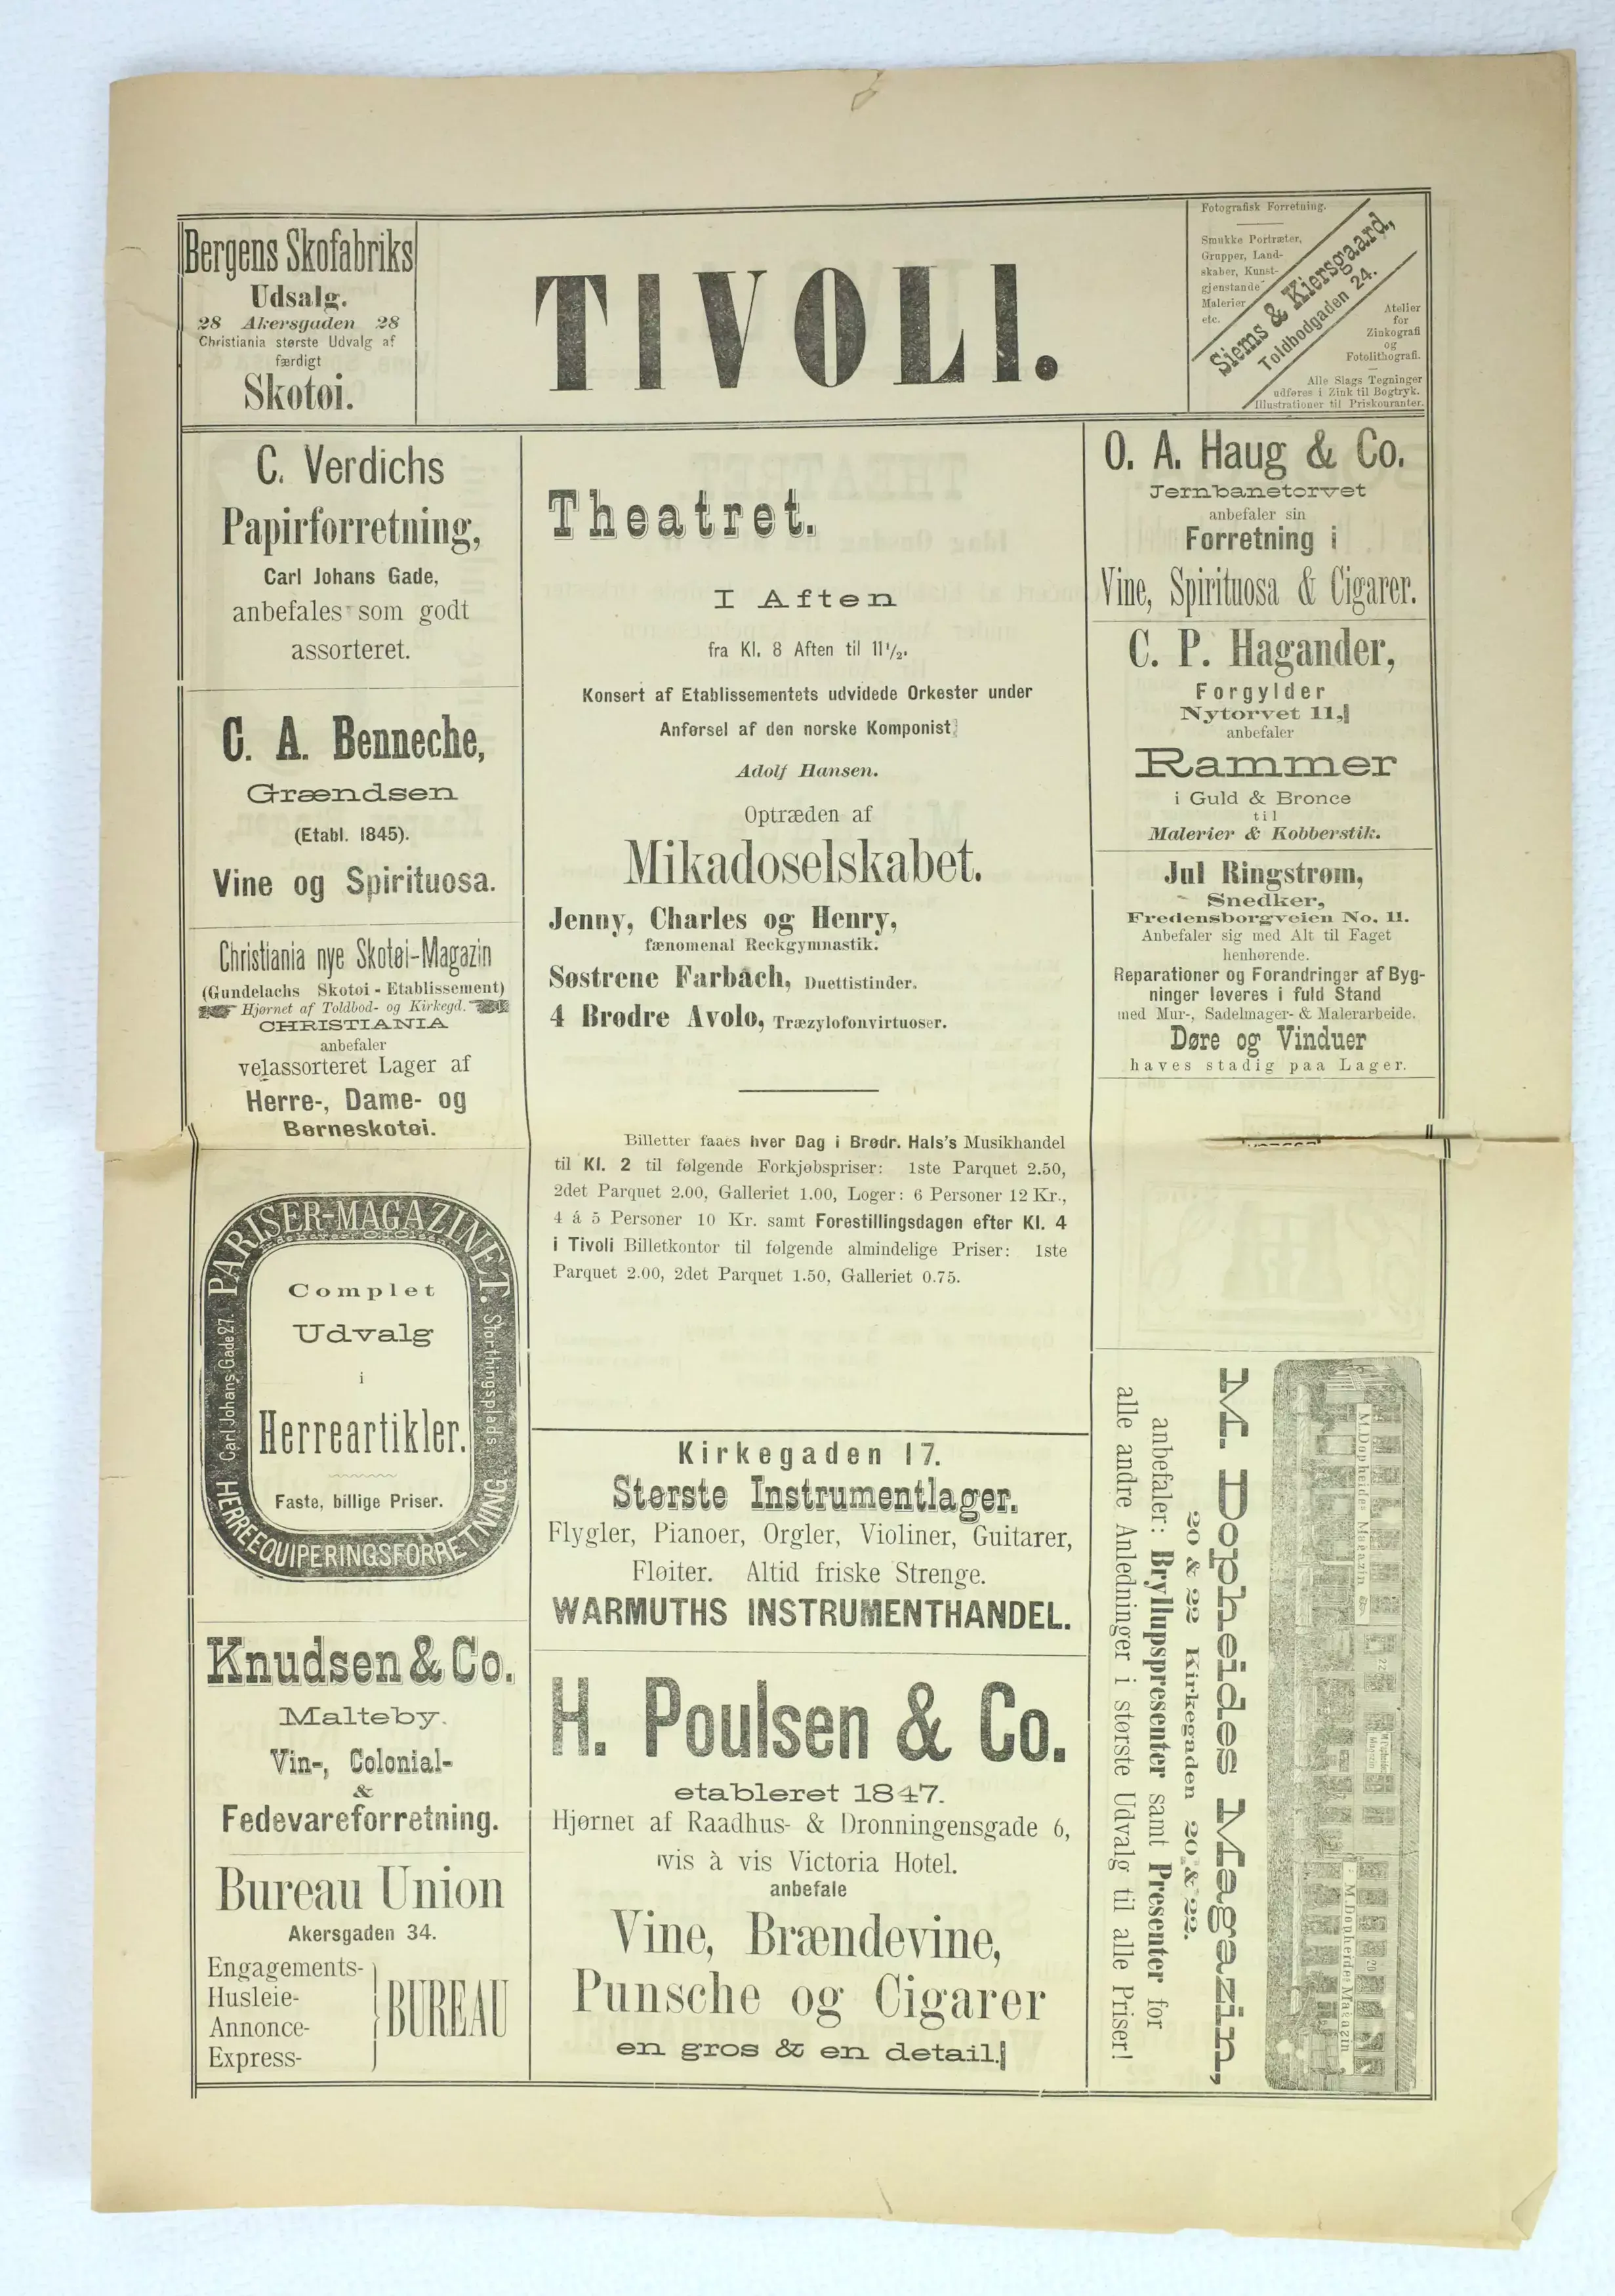 Bergens Skofabriks
Udsalg.
28 Akersgaden 28
Christiania største Udvalg af
færdigt
Skotøi.
TIVOLI.
Fotografisk Forretning.
Smukke Portræter,
Grupper, Land-
skaber, Kunst-
gjenstande
Malerier
etc.
Siems & Kiersgaard,
Toldbodgaden 24.
Atelier
for
Zinkografi
og
Fotolithografi.
Alle Slags Tegninger
udføres i Zink til Bogtryk.
Illustrationer til Priskouranter.
C. Verdichs
Papirforretning,
Carl Johans Gade,
anbefales som godt
assorteret.
C. A. Benneche,
Grændsen
(Etabl. 1845).
Vine og Spirituosa.
Christiania nye Skotøi-Magazin
(Gundelachs Skotøi - Etablissement)
Hjørnet af Toldbod- og Kirkegd.
CHRISTIANIA
anbefaler
velassorteret Lager af
Herre-, Dame- og
Børneskotøi.
PARISER-MAGAZINET.
Carl Johans Gade 27.
Storthingsplads
HERREEQUIPERINGSFORRETNING
Complet
Udvalg
i
Herreartikler.
Faste, billige Priser.
Knudsen & Co.
Malteby.
Vin-, Colonial-
&
Fedevareforretning.
Bureau Union
Akersgaden 34.
Engagements-
Husleie-
Annonce-
Express-
BUREAU
Theatret.
I Aften
fra Kl. 8 Aften til 11½.
Konsert af Etablissementets udvidede Orkester under
Anførsel af den norske Komponist
Adolf Hansen.
Optræden af
Mikadoselskabet.
Jenny, Charles og Henry,
fænomenal Reckgymnastik.
Søstrene Farbach, Duettistinder.
4 Brødre Avolo, Træzylofonvirtuoser.
Billetter faaes hver Dag i Brødr. Hals's Musikhandel
til Kl. 2 til følgende Forkjøbspriser: 1ste Parquet 2.50,
2det Parquet 2.00, Galleriet 1.00, Loger: 6 Personer 12 Kr.,
4 á 5 Personer 10 Kr. samt Forestillingsdagen efter Kl. 4
i Tivoli Billetkontor til følgende almindelige Priser: 1ste
Parquet 2.00, 2det Parquet 1.50, Galleriet 0.75.
Kirkegaden 17.
Største Instrumentlager.
Flygler, Pianoer, Orgler, Violiner, Guitarer,
Fløiter. Altid friske Strenge.
WARMUTHS INSTRUMENTHANDEL.
H. Poulsen & Co.
etableret 1847.
Hjørnet af Raadhus- & Dronningensgade 6,
vis à vis Victoria Hotel.
anbefale
Vine, Brændevine,
Punsche og Cigarer
en gros & en detail.
O. A. Haug & Co.
Jernbanetorvet
anbefaler sin
Forretning i
Vine, Spirituosa & Cigarer.
C. P. Hagander,
Forgylder
Nytorvet 11,
anbefaler
Rammer
i Guld & Bronce
til
Malerier & Kobberstik.
Jul Ringstrøm,
Snedker,
Fredensborgveien No. 11.
Anbefaler sig med Alt til Faget
henhørende.
Reparationer og Forandringer af Byg-
ninger leveres i fuld Stand
med Mur-, Sadelmager- & Malerarbeide.
Døre og Vinduer
haves stadig paa Lager.
M. Dopheides Magazin
M. Dopheides Magazin
M. Dopheides Magazin,
20 & 22 Kirkegaden 20 & 22.
anbefaler: Bryllupspresenter samt Presenter for
alle andre Anledninger i største Udvalg til alle Priser!